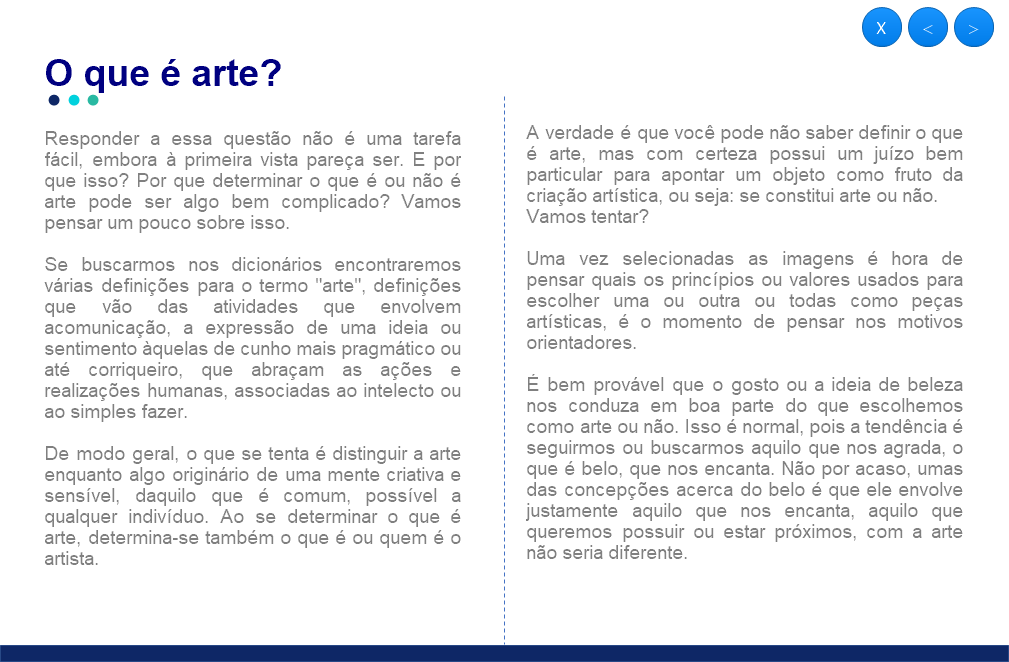 X < >
O que é arte?
Responder a essa questão não é uma tarefa
fácil, embora à primeira vista pareça ser. E por
que isso? Por que determinar o que é ou não é
arte pode ser algo bem complicado? Vamos
pensar um pouco sobre isso.
Se buscarmos nos dicionários encontraremos
várias definições para o termo "arte", definições
que vão das atividades que envolvem
acomunicação, a expressão de uma ideia ou
sentimento àquelas de cunho mais pragmático ou
até corriqueiro, que abraçam as ações e
realizações humanas, associadas ao intelecto ou
ao simples fazer.
De modo geral, o que se tenta é distinguir a arte
enquanto algo originário de uma mente criativa e
sensível, daquilo que é comum, possível a
qualquer indivíduo. Ao se determinar o que é
arte, determina-se também o que é ou quem é o
artista.
A verdade é que você pode não saber definir o que
é arte, mas com certeza possui um juízo bem
particular para apontar um objeto como fruto da
criação artística, ou seja: se constitui arte ou não.
Vamos tentar?
Uma vez selecionadas as imagens é hora de
pensar quais os princípios ou valores usados para
escolher uma ou outra ou todas como peças
artísticas, é o momento de pensar nos motivos
orientadores.
É bem provável que o gosto ou a ideia de beleza
nos conduza em boa parte do que escolhemos
como arte ou não. Isso é normal, pois a tendência é
seguirmos ou buscarmos aquilo que nos agrada, o
que é belo, que nos encanta. Não por acaso, umas
das concepções acerca do belo é que ele envolve
justamente aquilo que nos encanta, aquilo que
queremos possuir ou estar próximos, com a arte
não seria diferente.